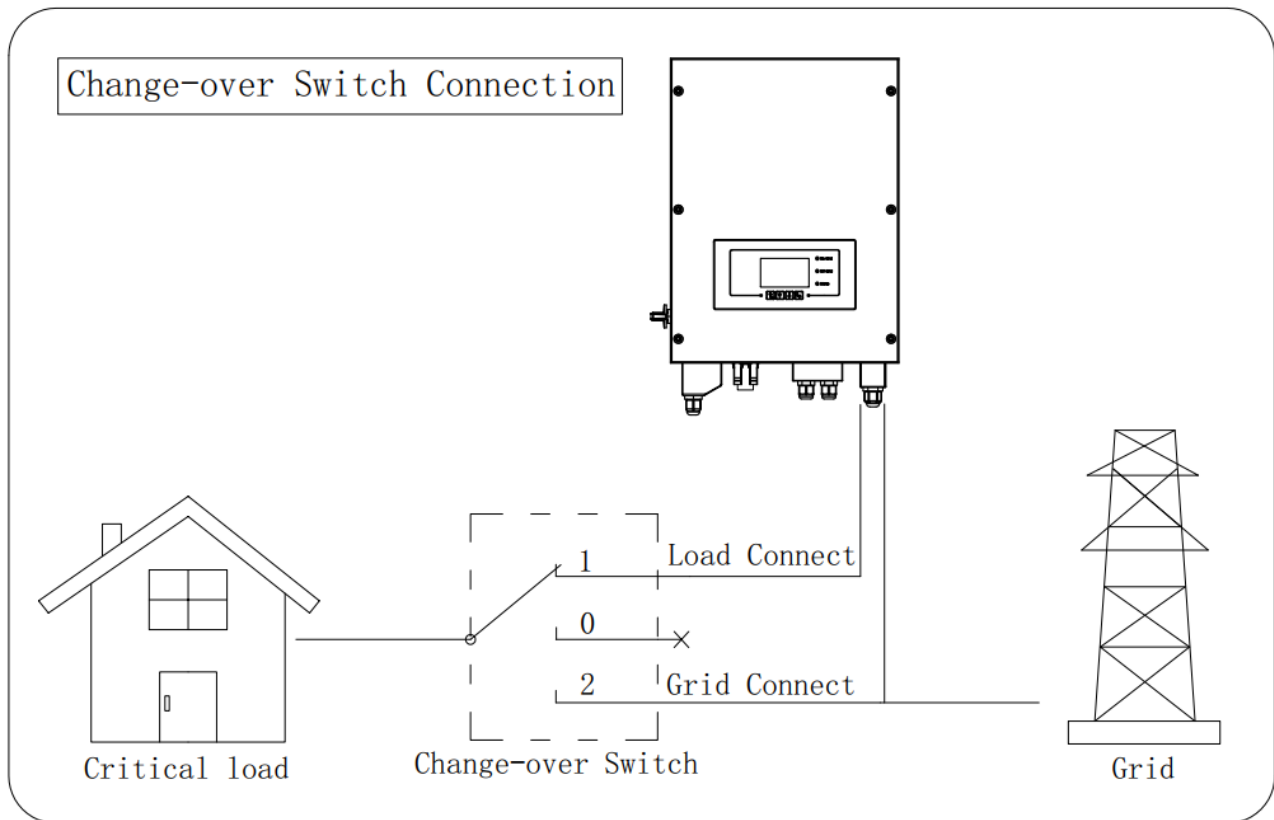 Change-over Switch Connection
1
Load Connect
0
2
Grid Connect
Critical load
Change-over Switch
Grid